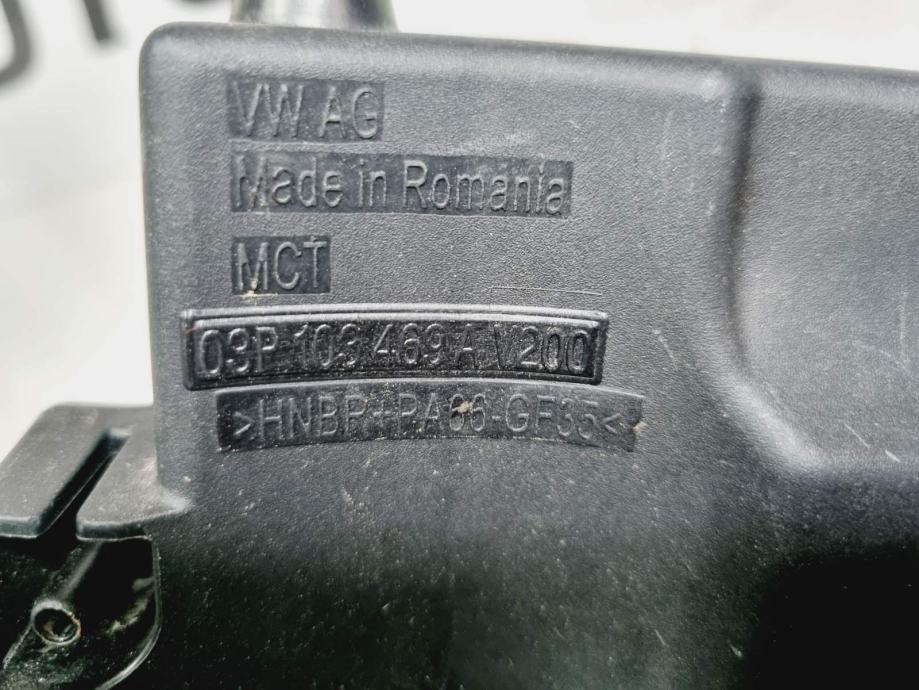 VW AG
Made in Romania
MCT
03P 103 469 A V200
>HNBR+PA66-GF35<